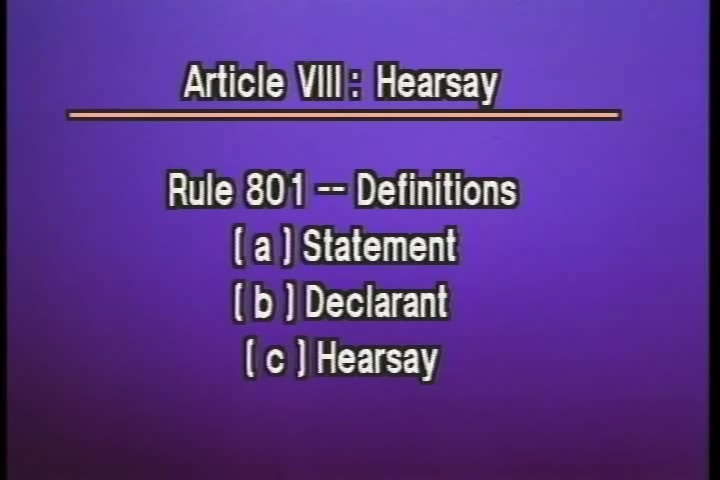 Article VIII: Hearsay
Rule 801 -- Definitions
(a) Statement
(b) Declarant
(c) Hearsay